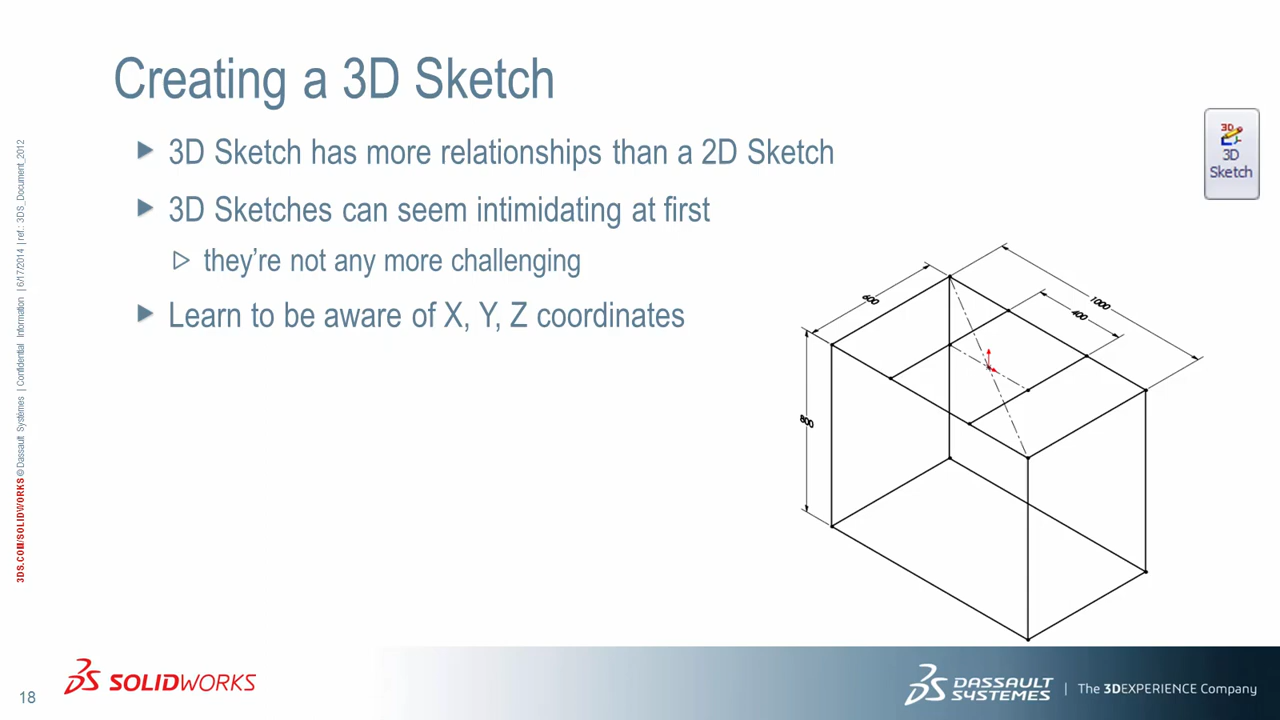 Creating a 3D Sketch
3D Sketch has more relationships than a 2D Sketch
3D Sketches can seem intimidating at first
they’re not any more challenging
Learn to be aware of X, Y, Z coordinates
3D
3D
Sketch
600
1000
400
800
3DS.COM/SOLIDWORKS © Dassault Systèmes | Confidential Information | 6/17/2014 | ref.: 3DS_Document_2012
18
SOLIDWORKS
DASSAULT
SYSTEMES
The 3DEXPERIENCE Company